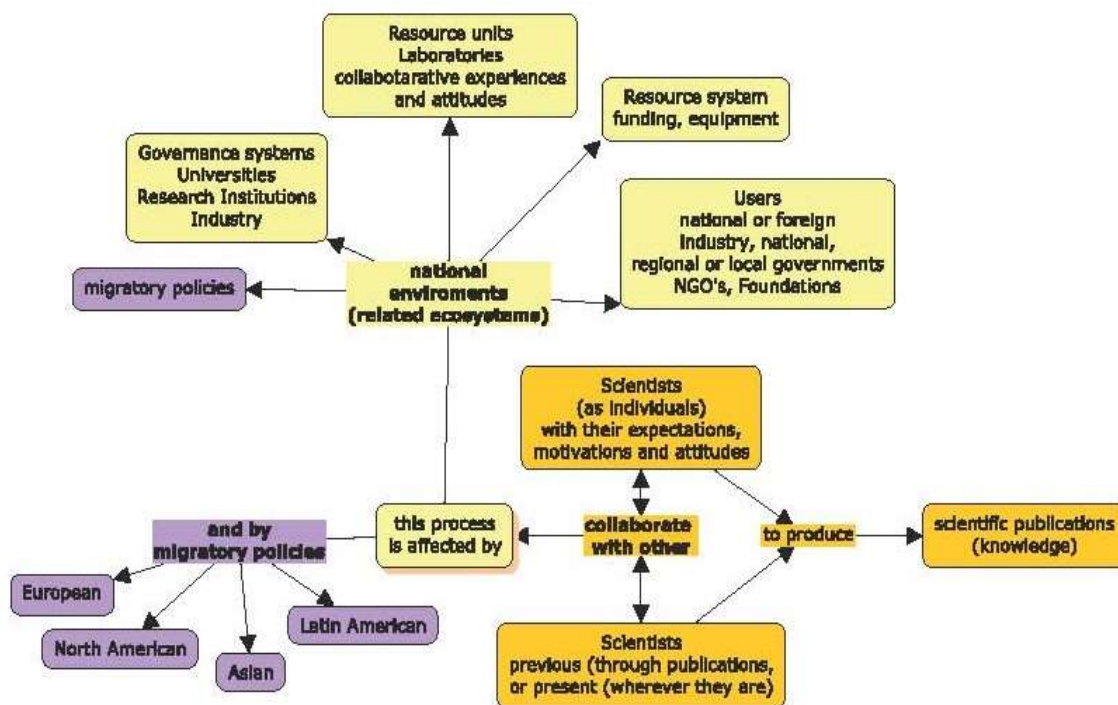 Resource units
Laboratories
collabotarative experiences
and attitudes
Resource system
funding, equipment
Governance systems
Universities
Research Institutions
Industry
Users
national or foreign
industry, national,
regional or local governments
NGO's, Foundations
migratory policies
national
enviroments
(related ecosystems)
Scientists
(as individuals)
with their expectations,
motivations and attitudes
and by
migratory policies
this process
is affected by
collaborate
with other
to produce
scientific publications
(knowledge)
European
North American
Asian
Latin American
Scientists
previous (through publications,
or present (wherever they are)